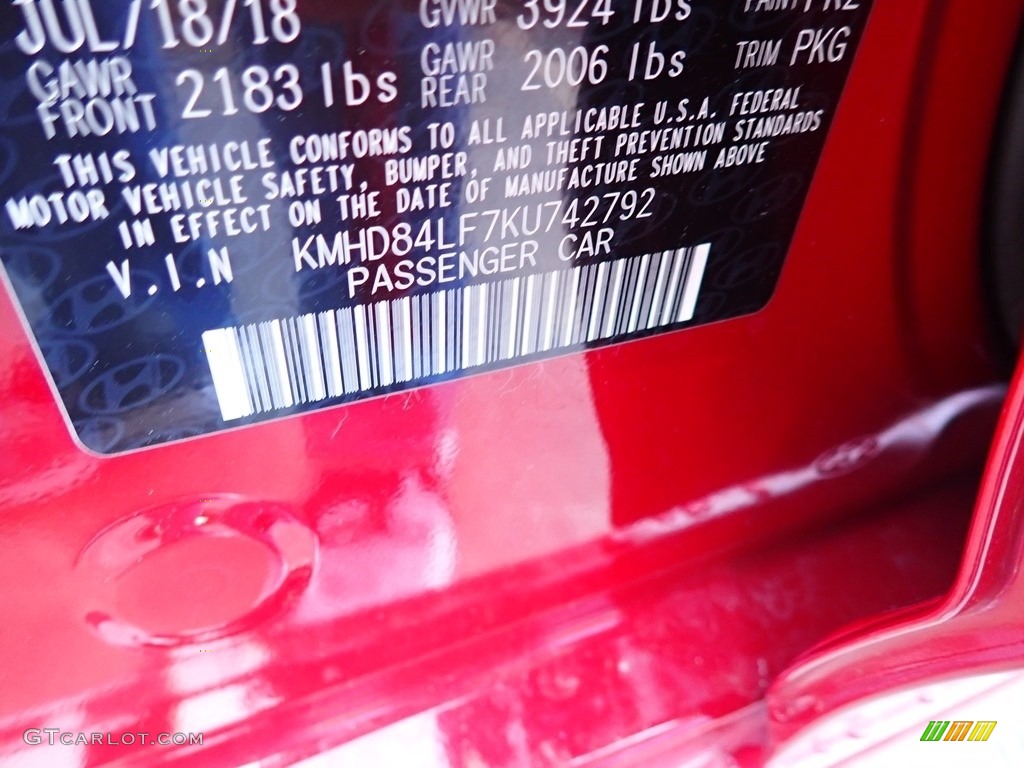 JUL/18/18 GVWR 3924 lbs PAINT PR2
GAWR FRONT 2183 lbs GAWR REAR 2006 lbs TRIM PKG
THIS VEHICLE CONFORMS TO ALL APPLICABLE U.S.A. FEDERAL
MOTOR VEHICLE SAFETY, BUMPER, AND THEFT PREVENTION STANDARDS
IN EFFECT ON THE DATE OF MANUFACTURE SHOWN ABOVE
V.I.N KMHD84LF7KU742792
PASSENGER CAR
GTCARLOT.COM